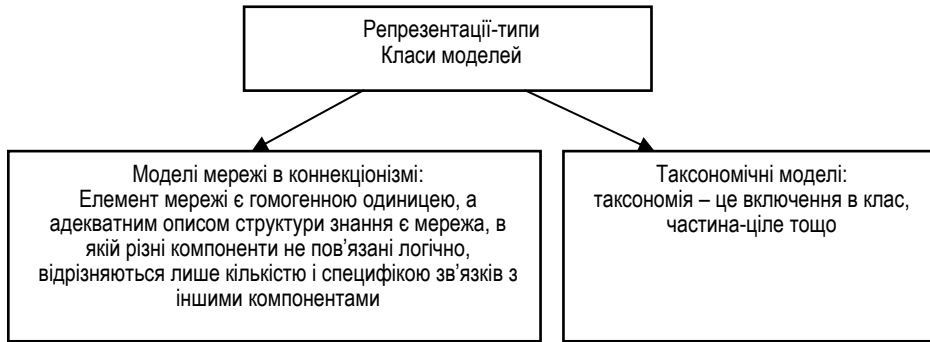 Репрезентації-типи
Класи моделей
Моделі мережі в коннекціонізмі:
Елемент мережі є гомогенною одиницею, а
адекватним описом структури знання є мережа, в
якій різні компоненти не пов’язані логічно,
відрізняються лише кількістю і специфікою зв’язків з
іншими компонентами
Таксономічні моделі:
таксономія – це включення в клас,
частина-ціле тощо